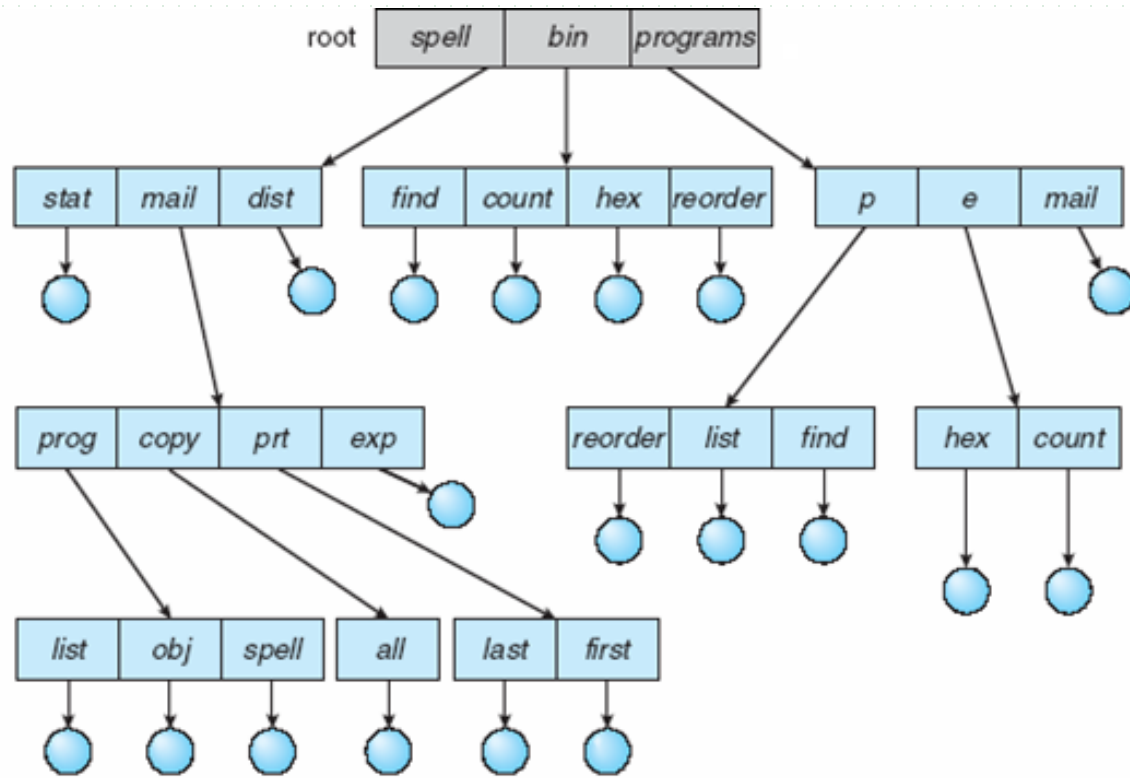 root spell bin programs
stat mail dist find count hex reorder p e mail
prog copy prt exp reorder list find hex count
list obj spell all last first